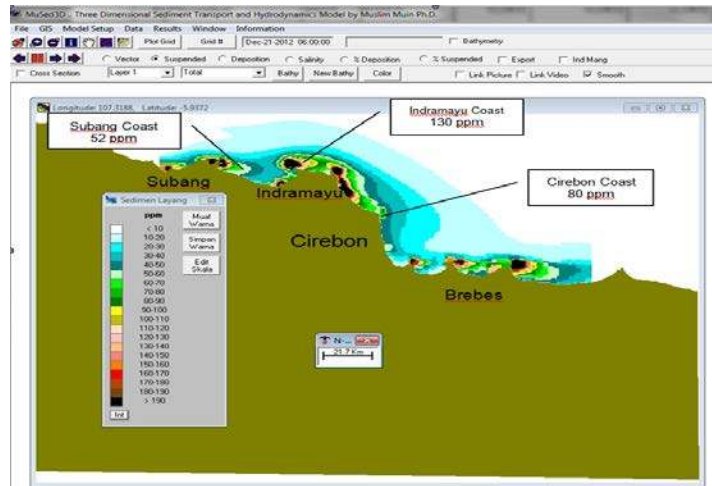 MuSed3D , Three Dimensional Sediment Transport and Hydrodynamics Model by Muslim Muin Ph.D.
File GIS Model Setup Data Results Window Information
Plot Grid Grid # Dec-21-2012 06:00:00 Bathymetry
Vector Suspended Deposition Salinity % Deposition % Suspended Export Ind Mang
Cross Section Layer 1 Total Bathy New Bathy Color Link Picture Link Video Smooth
Longitude: 107.3188, Latitude: -5.9372
Subang Coast
52 ppm
Indramayu Coast
130 ppm
Cirebon Coast
80 ppm
Subang
Indramayu
Cirebon
Brebes
Sedimen Layang
ppm
< 10
10-20
20-30
30-40
40-50
50-60
60-70
70-80
80-90
90-100
100-110
110-120
120-130
130-140
140-150
150-160
160-170
170-180
180-190
> 190
Muat
Warna
Simpan
Warna
Edit
Skala
Int
N-...
21.7 Km